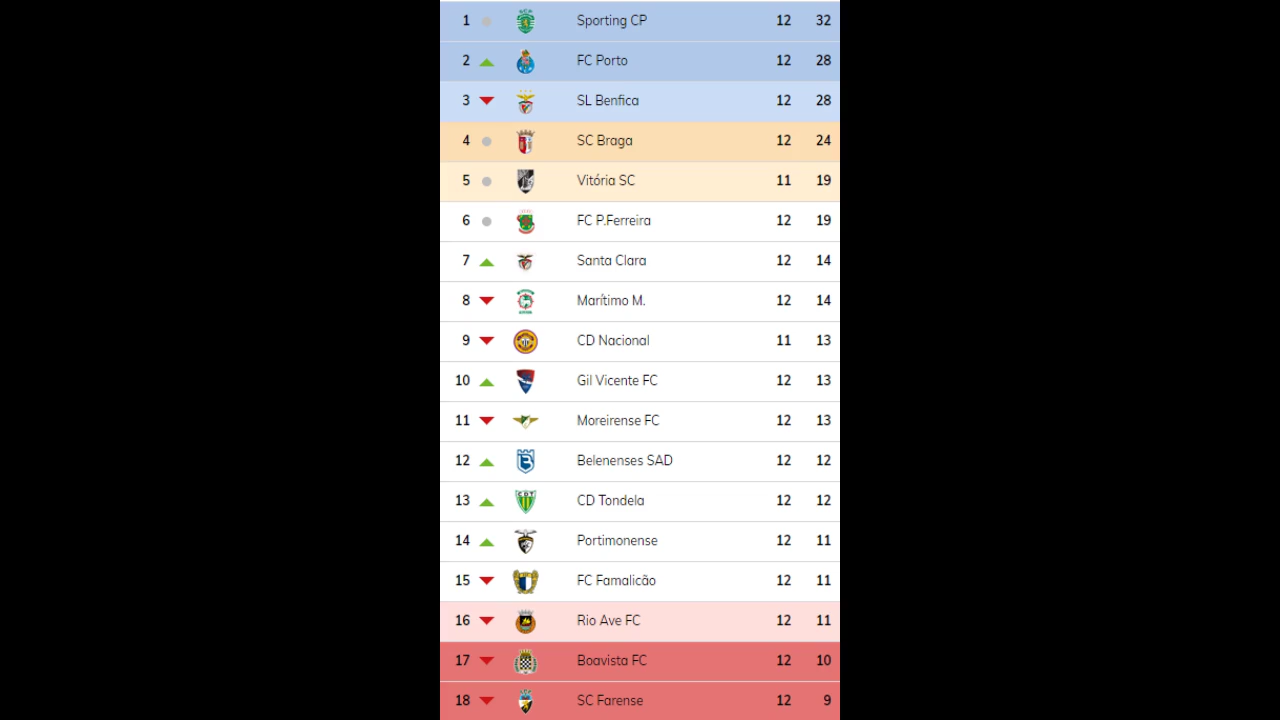 1 Sporting CP 12 32
2 FC Porto 12 28
3 SL Benfica 12 28
4 SC Braga 12 24
5 Vitória SC 11 19
6 FC P.Ferreira 12 19
7 Santa Clara 12 14
8 Marítimo M. 12 14
9 CD Nacional 11 13
10 Gil Vicente FC 12 13
11 Moreirense FC 12 13
12 Belenenses SAD 12 12
13 CD Tondela 12 12
14 Portimonense 12 11
15 FC Famalicão 12 11
16 Rio Ave FC 12 11
17 Boavista FC 12 10
18 SC Farense 12 9